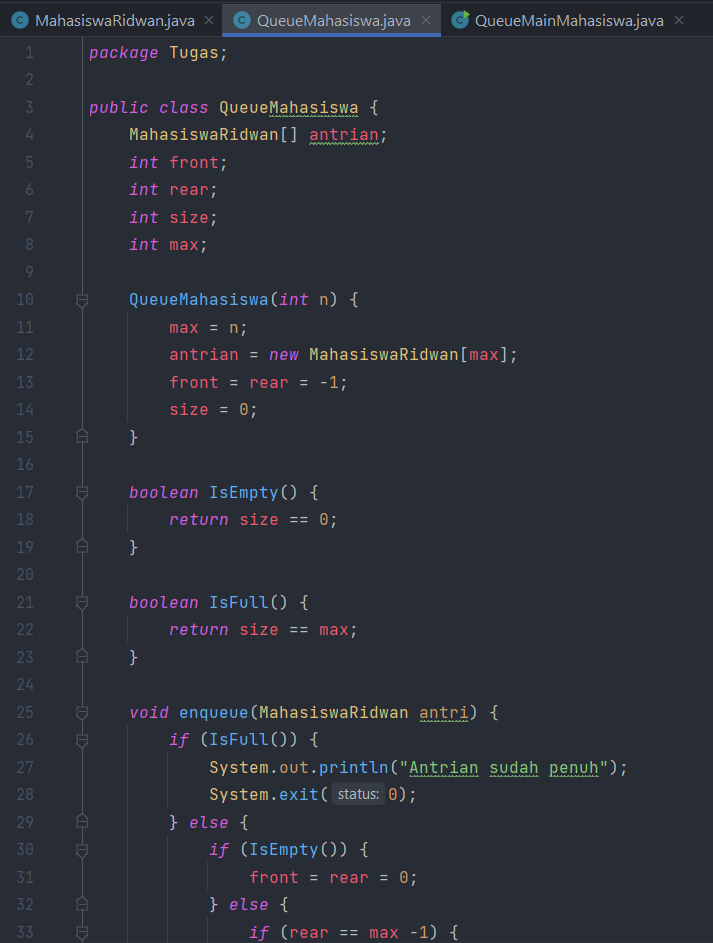 MahasiswaRidwan.java QueueMahasiswa.java QueueMainMahasiswa.java
1 package Tugas;
2
3 public class QueueMahasiswa {
4     MahasiswaRidwan[] antrian;
5     int front;
6     int rear;
7     int size;
8     int max;
9
10     QueueMahasiswa(int n) {
11         max = n;
12         antrian = new MahasiswaRidwan[max];
13         front = rear = -1;
14         size = 0;
15     }
16
17     boolean IsEmpty() {
18         return size == 0;
19     }
20
21     boolean IsFull() {
22         return size == max;
23     }
24
25     void enqueue(MahasiswaRidwan antri) {
26         if (IsFull()) {
27             System.out.println("Antrian sudah penuh");
28             System.exit( status: 0);
29         } else {
30             if (IsEmpty()) {
31                 front = rear = 0;
32             } else {
33                 if (rear == max -1) {